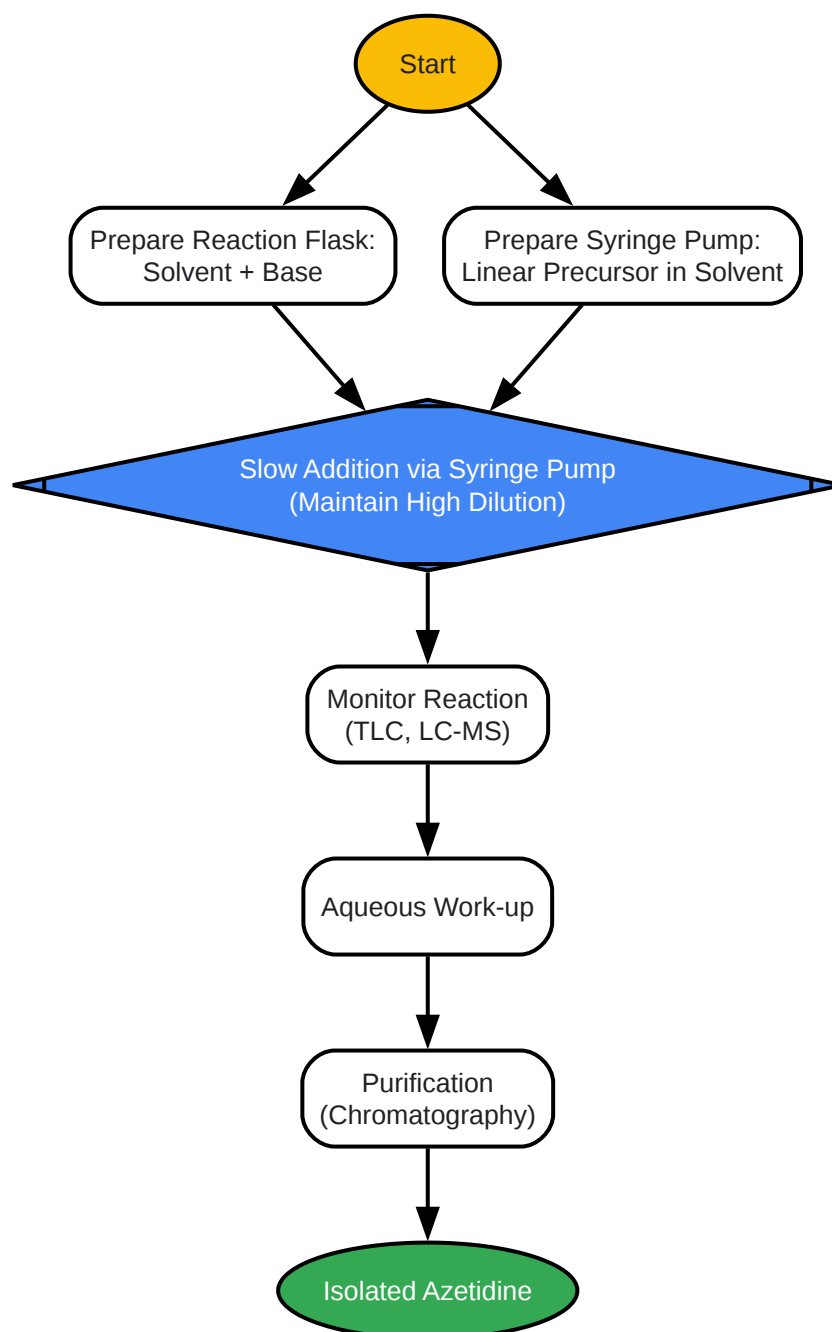 Start
Prepare Reaction Flask:
Solvent + Base
Prepare Syringe Pump:
Linear Precursor in Solvent
Slow Addition via Syringe Pump
(Maintain High Dilution)
Monitor Reaction
(TLC, LC-MS)
Aqueous Work-up
Purification
(Chromatography)
Isolated Azetidine